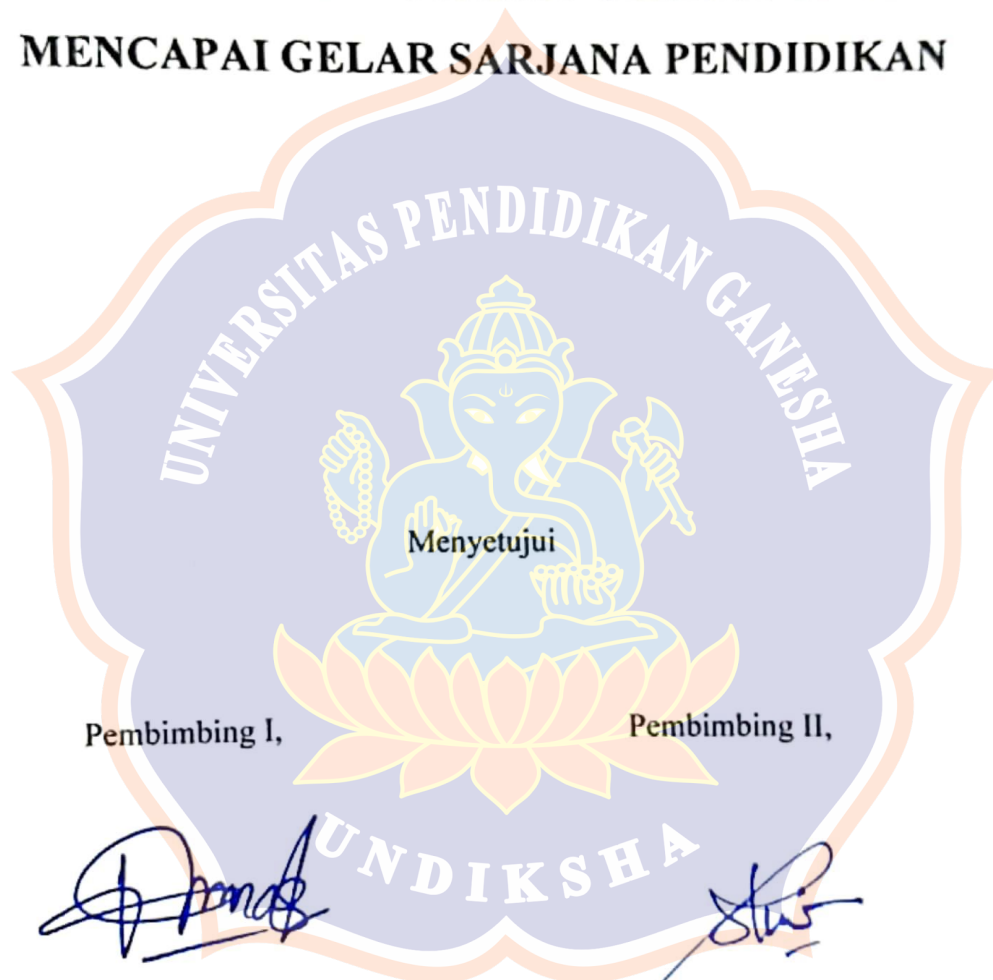 MENCAPAI GELAR SARJANA PENDIDIKAN
UNIVERSITAS PENDIDIKAN GANESHA
Menyetujui
Pembimbing I,
Pembimbing II,
UNDIKSHA